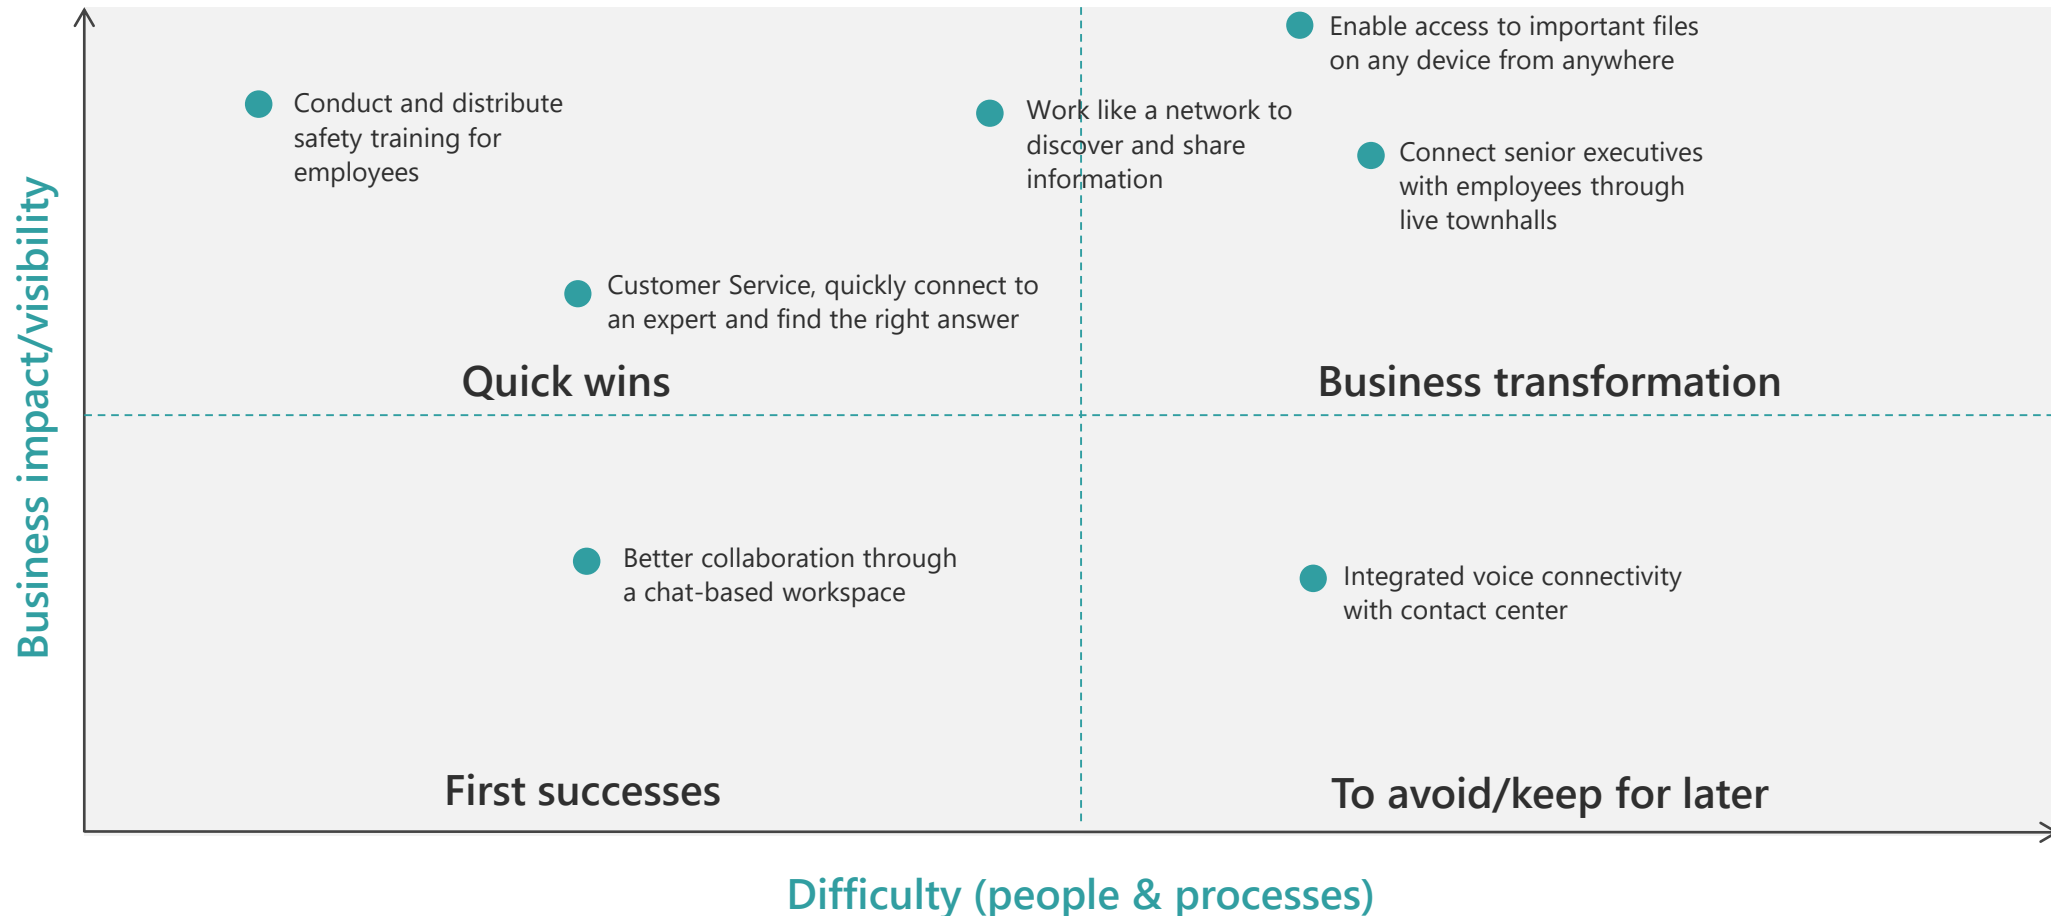 Business impact/visibility
Conduct and distribute
safety training for
employees
Work like a network to
discover and share
information
Enable access to important files
on any device from anywhere
Connect senior executives
with employees through
live townhalls
Customer Service, quickly connect to
an expert and find the right answer
Quick wins
Business transformation
Better collaboration through
a chat-based workspace
Integrated voice connectivity
with contact center
First successes
To avoid/keep for later
Difficulty (people & processes)